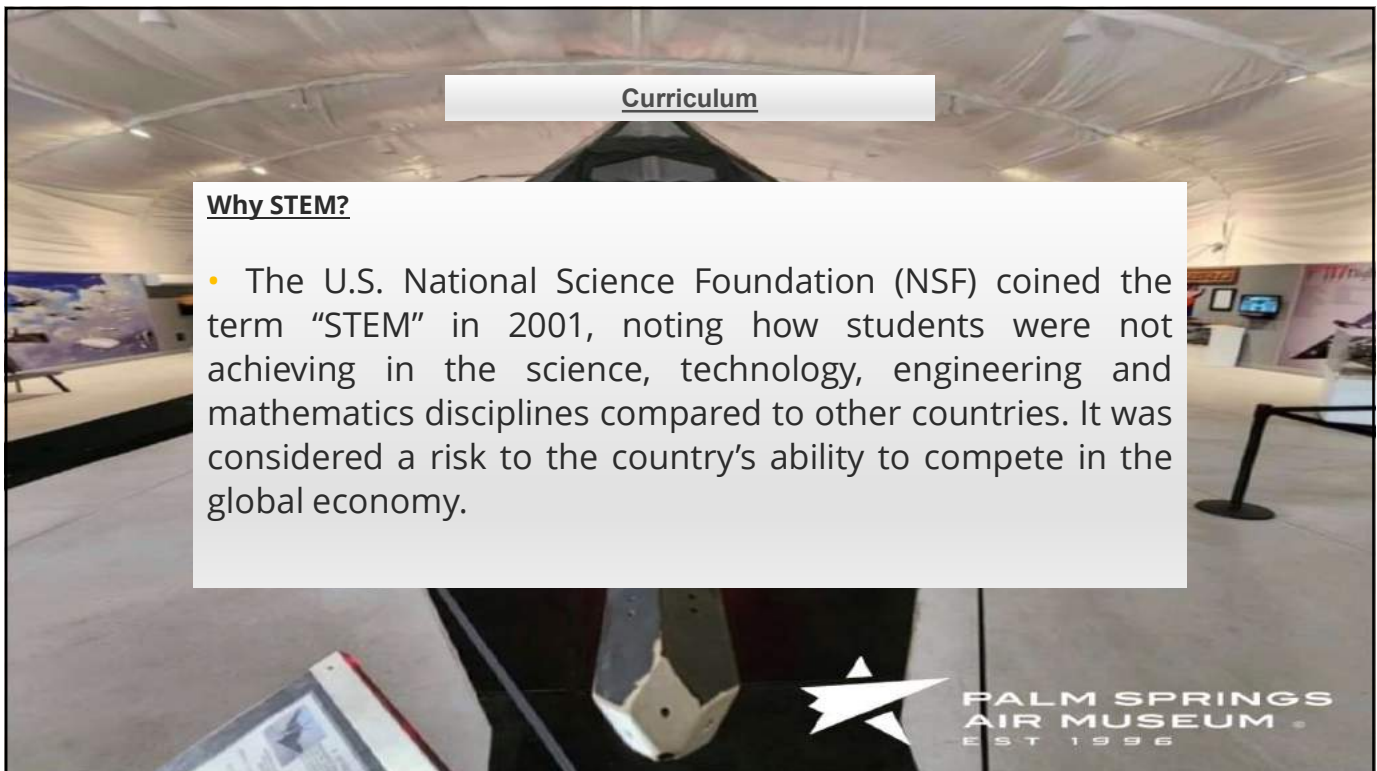 Curriculum
Why STEM?
• The U.S. National Science Foundation (NSF) coined the
term “STEM” in 2001, noting how students were not
achieving in the science, technology, engineering and
mathematics disciplines compared to other countries. It was
considered a risk to the country’s ability to compete in the
global economy.
PALM SPRINGS
AIR MUSEUM
EST 1996